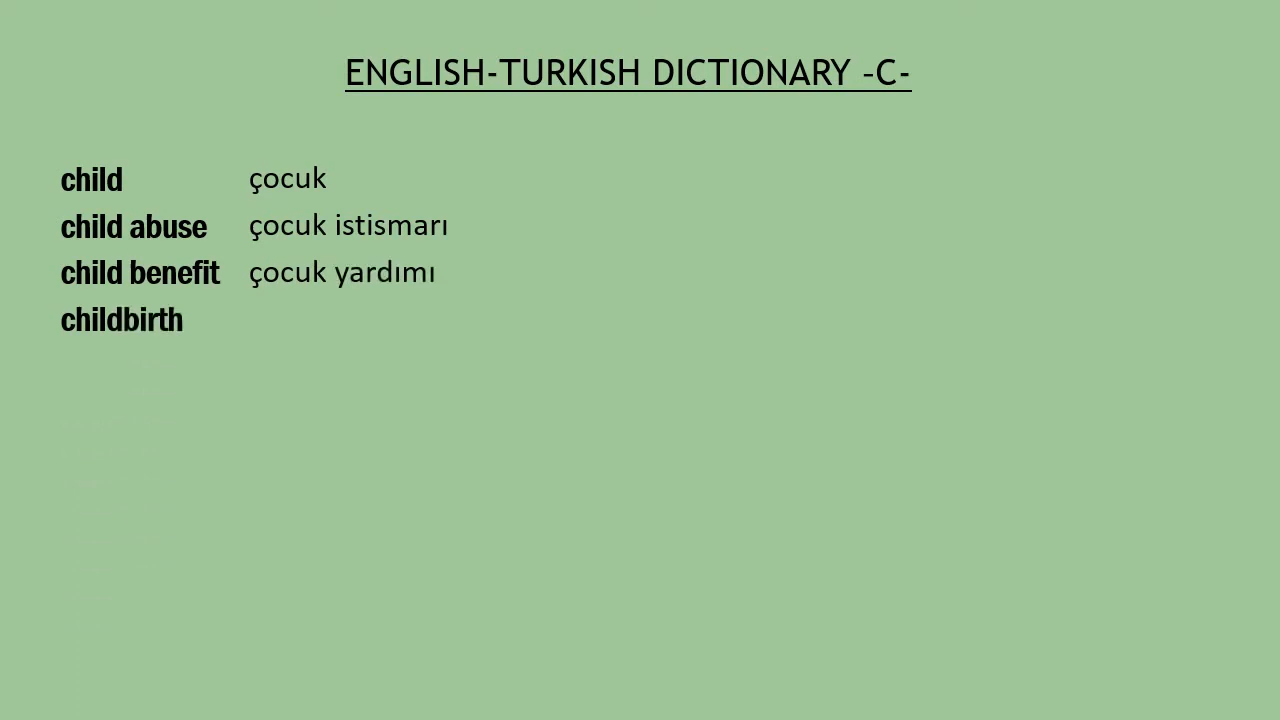 ENGLISH-TURKISH DICTIONARY –C-
child çocuk
child abuse çocuk istismarı
child benefit çocuk yardımı
childbirth